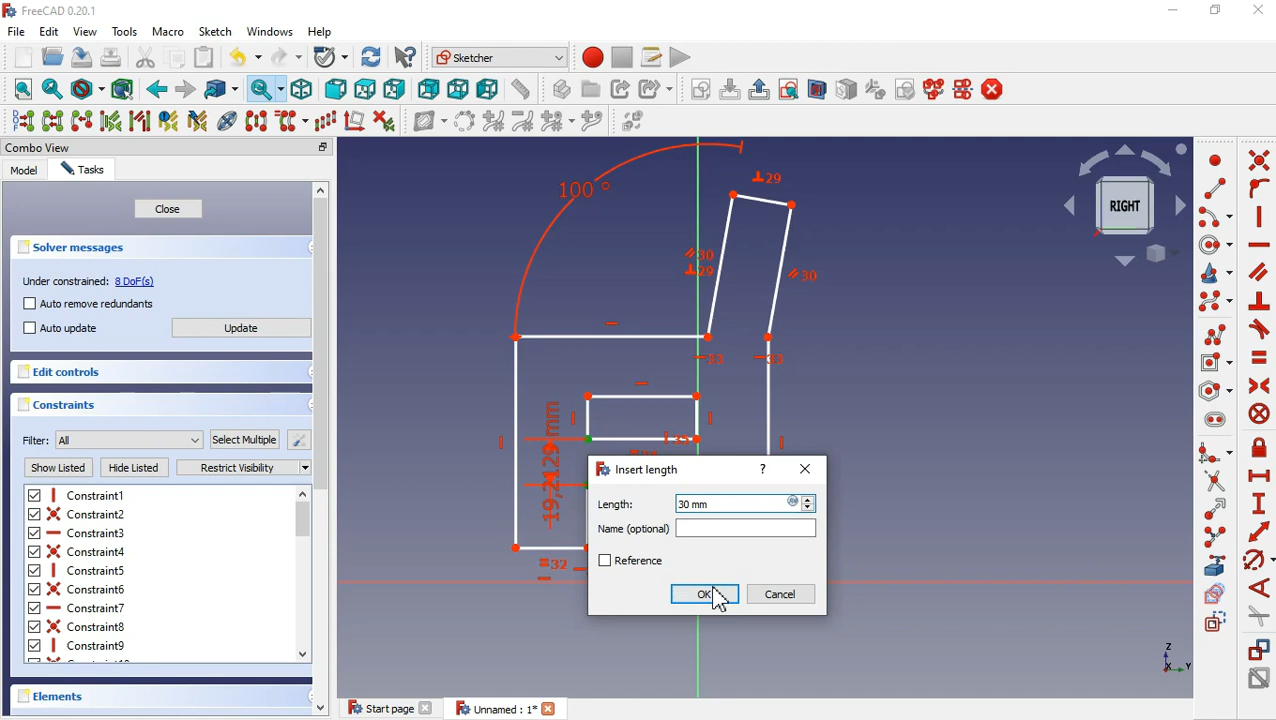 FreeCAD 0.20.1
File Edit View Tools Macro Sketch Windows Help
Sketcher
Combo View
Model Tasks
Close
Solver messages
Under constrained: 8 DoF(s)
Auto remove redundants
Auto update Update
Edit controls
Constraints
Filter: All Select Multiple
Show Listed Hide Listed Restrict Visibility
Constraint1
Constraint2
Constraint3
Constraint4
Constraint5
Constraint6
Constraint7
Constraint8
Constraint9
Elements
100 °
29
30
29
30
33
33
33
32
RIGHT
Z
X Y
Insert length ?
Length: 30 mm
Name (optional)
Reference
OK Cancel
Start page Unnamed : 1*